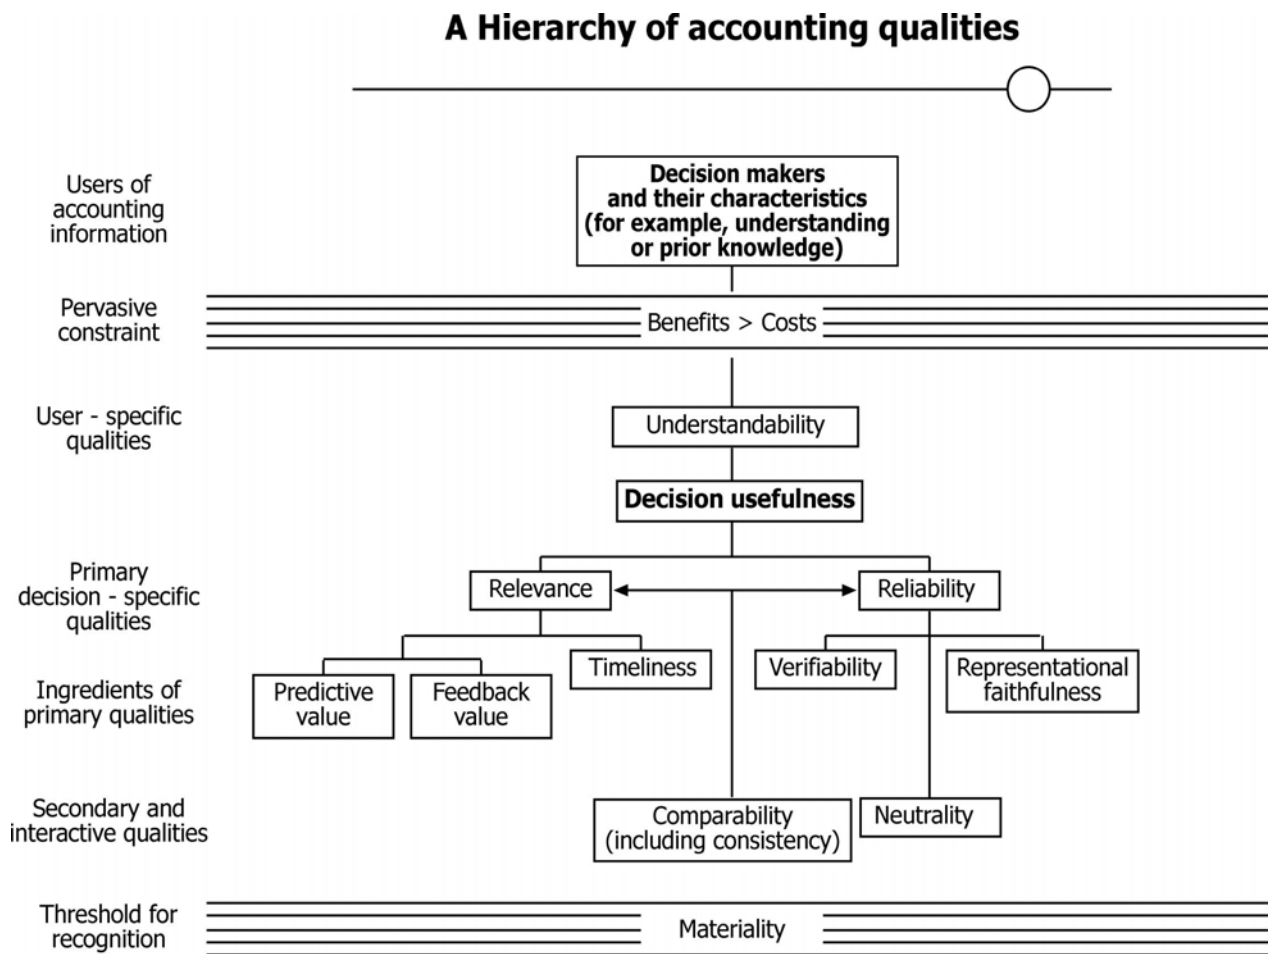 A Hierarchy of accounting qualities
Users of
accounting
information
Decision makers
and their characteristics
(for example, understanding
or prior knowledge)
Pervasive
constraint
Benefits > Costs
User - specific
qualities
Understandability
Decision usefulness
Primary
decision - specific
qualities
Relevance
Reliability
Ingredients of
primary qualities
Predictive
value
Feedback
value
Timeliness
Verifiability
Representational
faithfulness
Secondary and
interactive qualities
Comparability
(including consistency)
Neutrality
Threshold for
recognition
Materiality